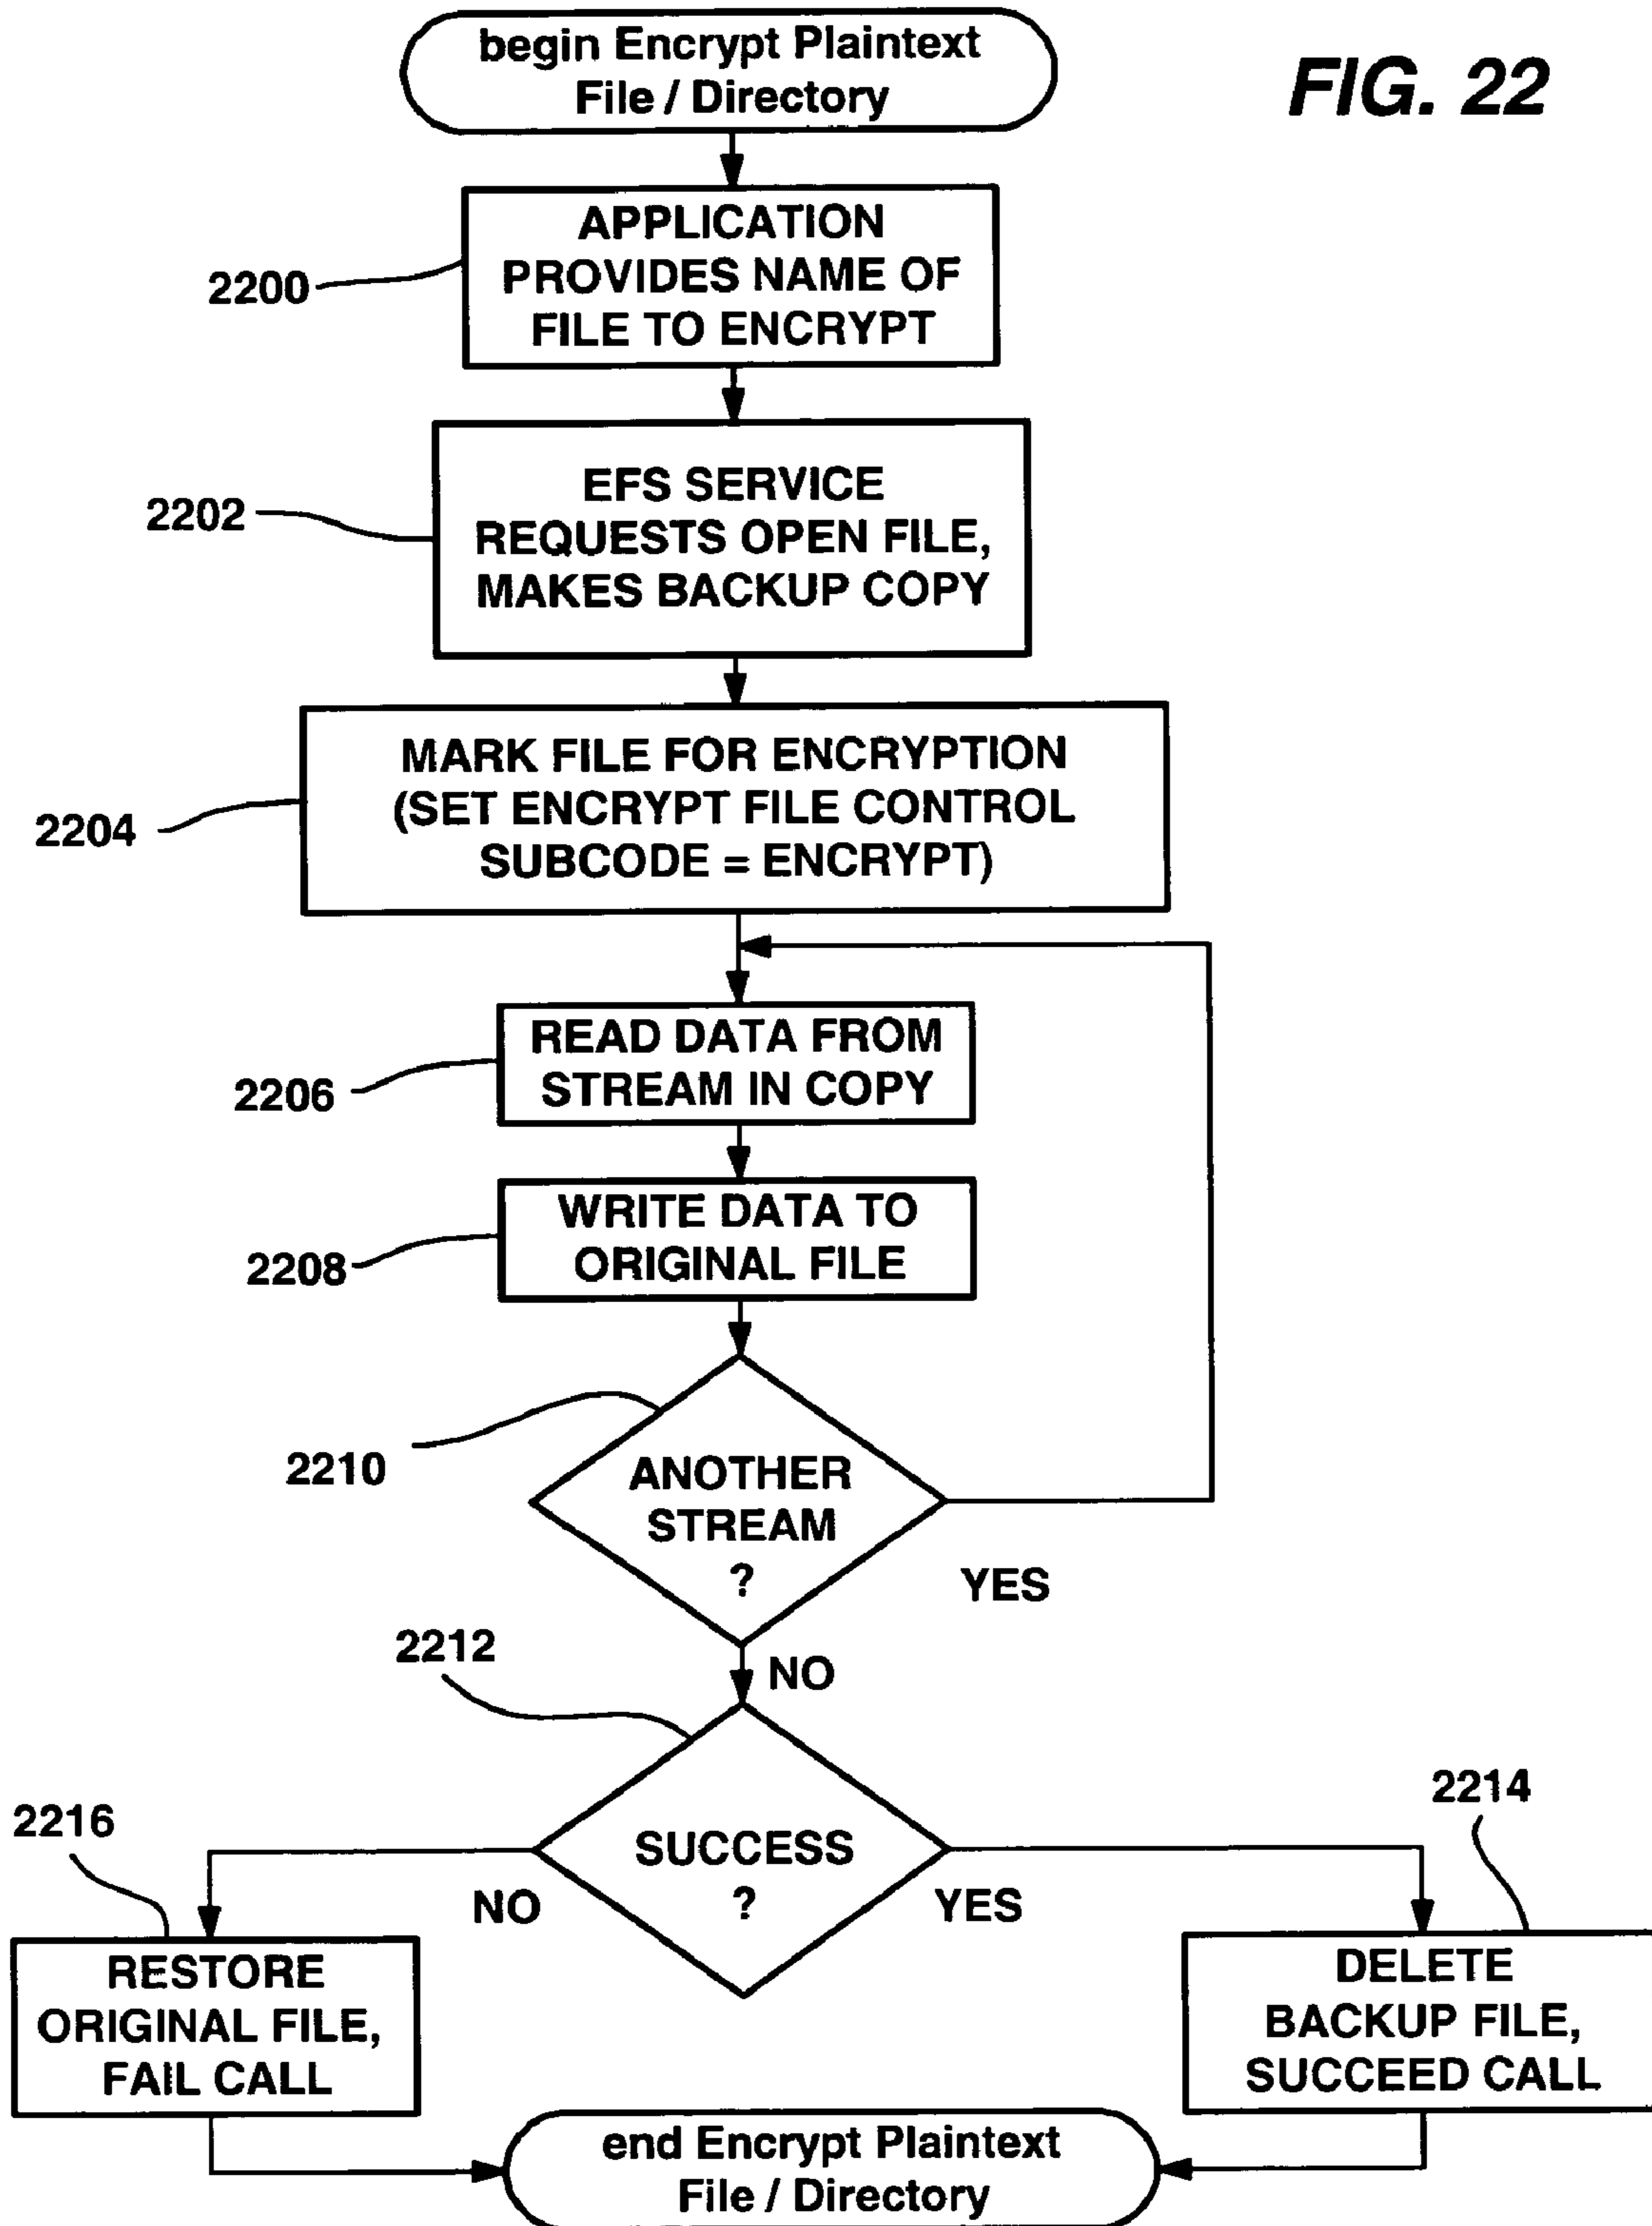 begin Encrypt Plaintext
File / Directory
FIG. 22
APPLICATION
PROVIDES NAME OF
FILE TO ENCRYPT
2200
EFS SERVICE
REQUESTS OPEN FILE,
MAKES BACKUP COPY
2202
MARK FILE FOR ENCRYPTION
(SET ENCRYPT FILE CONTROL
SUBCODE = ENCRYPT)
2204
READ DATA FROM
STREAM IN COPY
2206
WRITE DATA TO
ORIGINAL FILE
2208
ANOTHER
STREAM
?
2210
YES
NO
2212
SUCCESS
?
NO
YES
2216
RESTORE
ORIGINAL FILE,
FAIL CALL
2214
DELETE
BACKUP FILE,
SUCCEED CALL
end Encrypt Plaintext
File / Directory